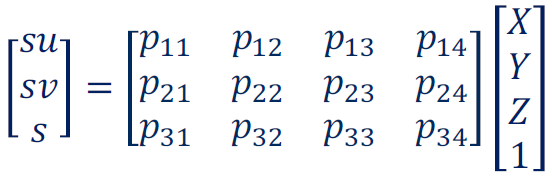 [su sv s] = [p₁₁ p₁₂ p₁₃ p₁₄; p₂₁ p₂₂ p₂₃ p₂₄; p₃₁ p₃₂ p₃₃ p₃₄] [X Y Z 1]